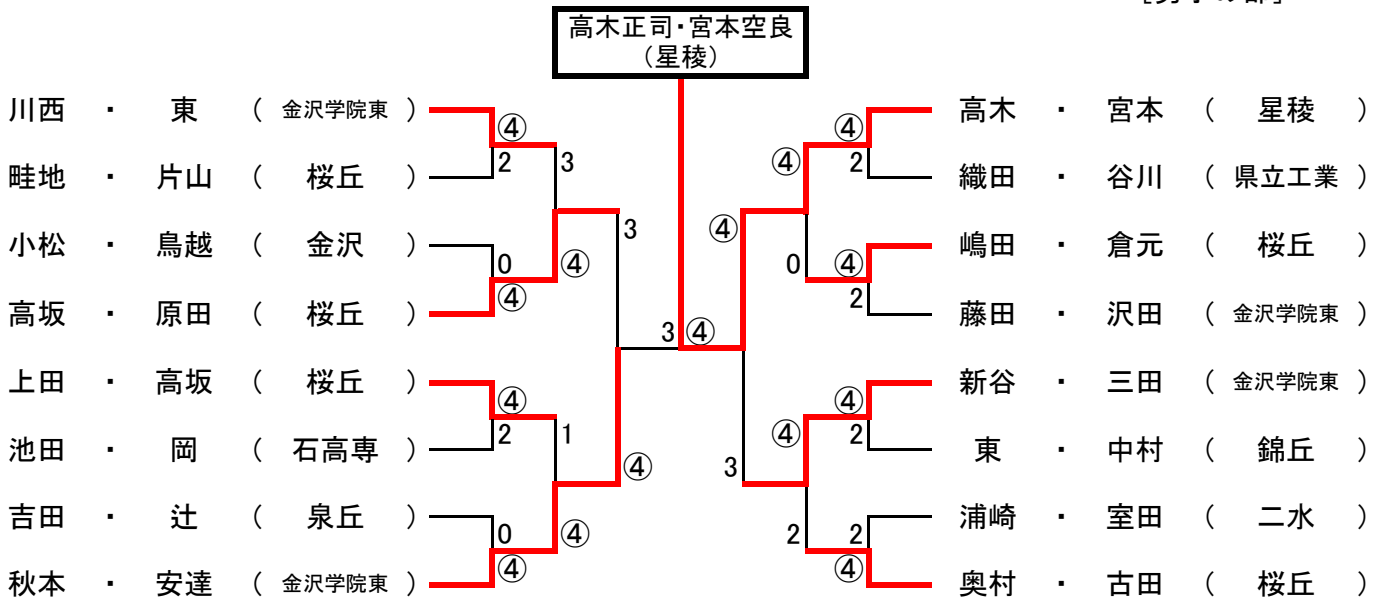 高木正司・宮本空良
（星稜）
川西 ・ 東 （ 金沢学院東 ） ④ ④ 高木 ・ 宮本 （ 星稜 ）
畦地 ・ 片山 （ 桜丘 ） 2 3 ④ 2 織田 ・ 谷川 （ 県立工業 ）
小松 ・ 鳥越 （ 金沢 ） 0 ④ 3 ④ 0 ④ 嶋田 ・ 倉元 （ 桜丘 ）
高坂 ・ 原田 （ 桜丘 ） ④ 2 藤田 ・ 沢田 （ 金沢学院東 ）
3 ④
上田 ・ 高坂 （ 桜丘 ） ④ ④ 新谷 ・ 三田 （ 金沢学院東 ）
池田 ・ 岡 （ 石高専 ） 2 1 ④ 3 ④ 2 東 ・ 中村 （ 錦丘 ）
吉田 ・ 辻 （ 泉丘 ） 0 ④ 2 2 浦崎 ・ 室田 （ 二水 ）
秋本 ・ 安達 （ 金沢学院東 ） ④ ④ 奥村 ・ 古田 （ 桜丘 ）